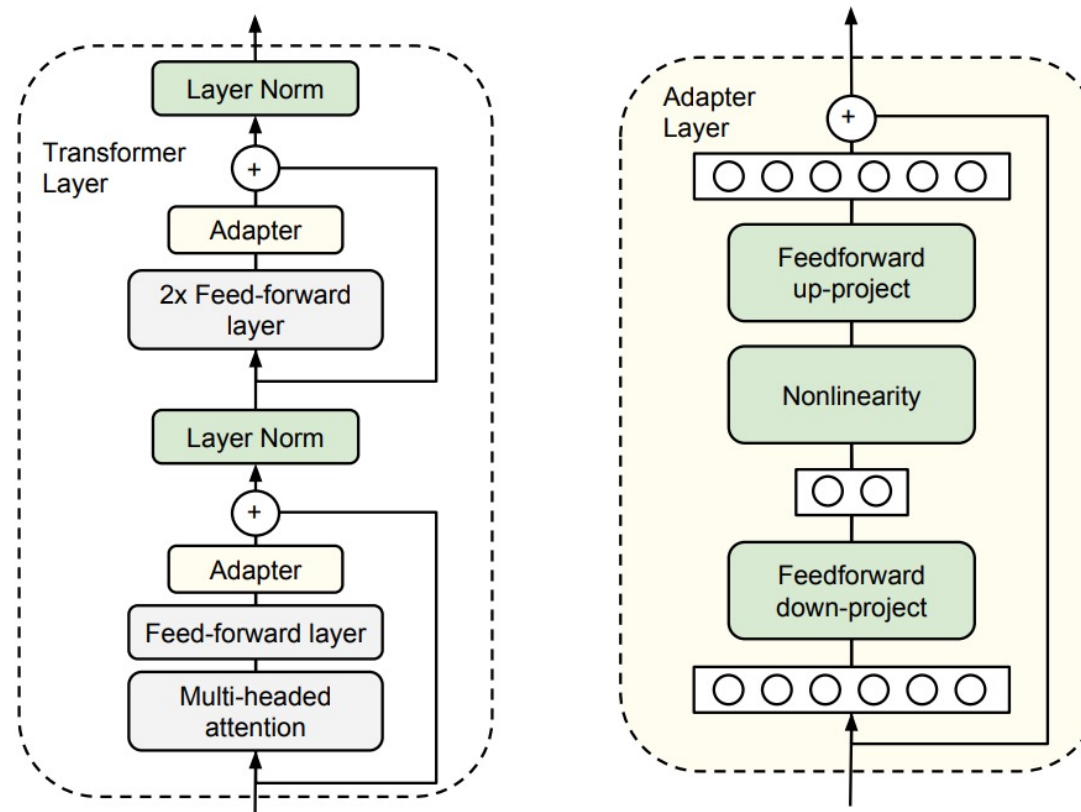 Layer Norm
Transformer
Layer
+
Adapter
2x Feed-forward
layer
Layer Norm
+
Adapter
Feed-forward layer
Multi-headed
attention
Adapter
Layer
+
Feedforward
up-project
Nonlinearity
Feedforward
down-project